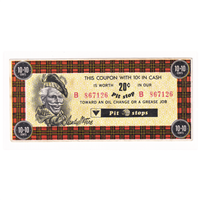 10-10
10-10
THIS COUPON WITH 10¢ IN CASH
IS WORTH 20¢ IN OUR
B 867126 Pit stop B 867126
TOWARD AN OIL CHANGE OR A GREASE JOB
Pit stops
10-10
10-10